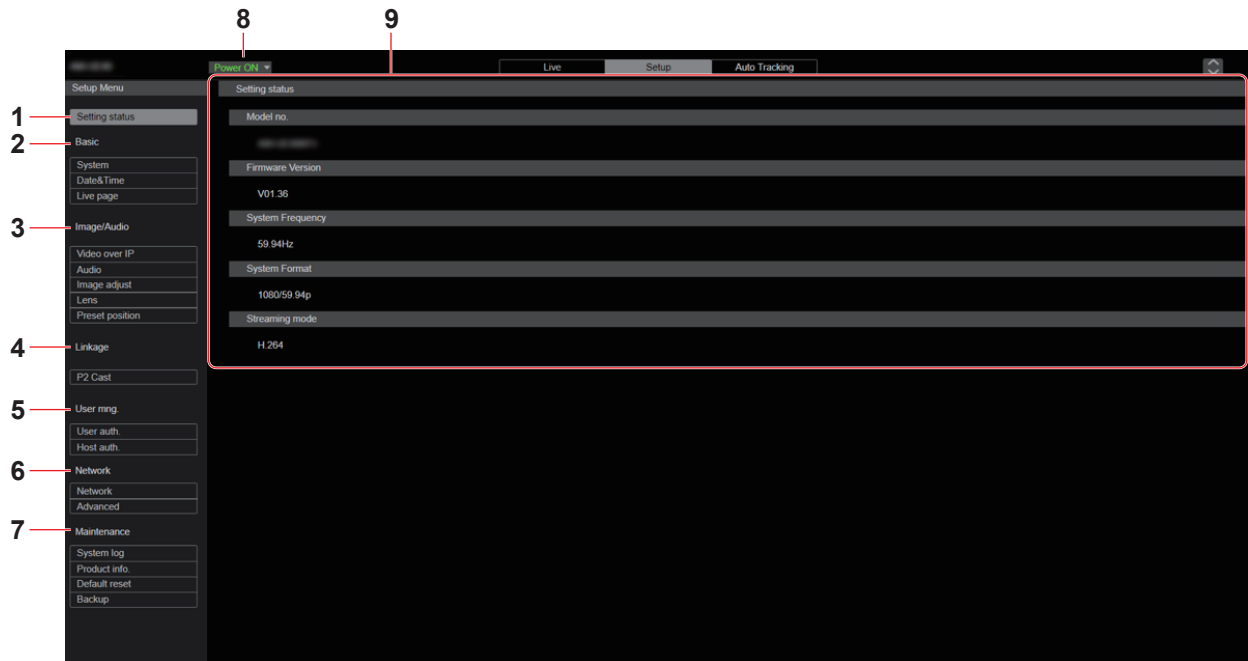 8 9
Power ON Live Setup Auto Tracking
Setup Menu
Setting status
1 Setting status
2 Basic
System
Date&Time
Live page
3 Image/Audio
Video over IP
Audio
Image adjust
Lens
Preset position
4 Linkage
P2 Cast
5 User mng.
User auth.
Host auth.
6 Network
Network
Advanced
7 Maintenance
System log
Product info.
Default reset
Backup
Model no.
Firmware Version
V01.36
System Frequency
59.94Hz
System Format
1080/59.94p
Streaming mode
H.264